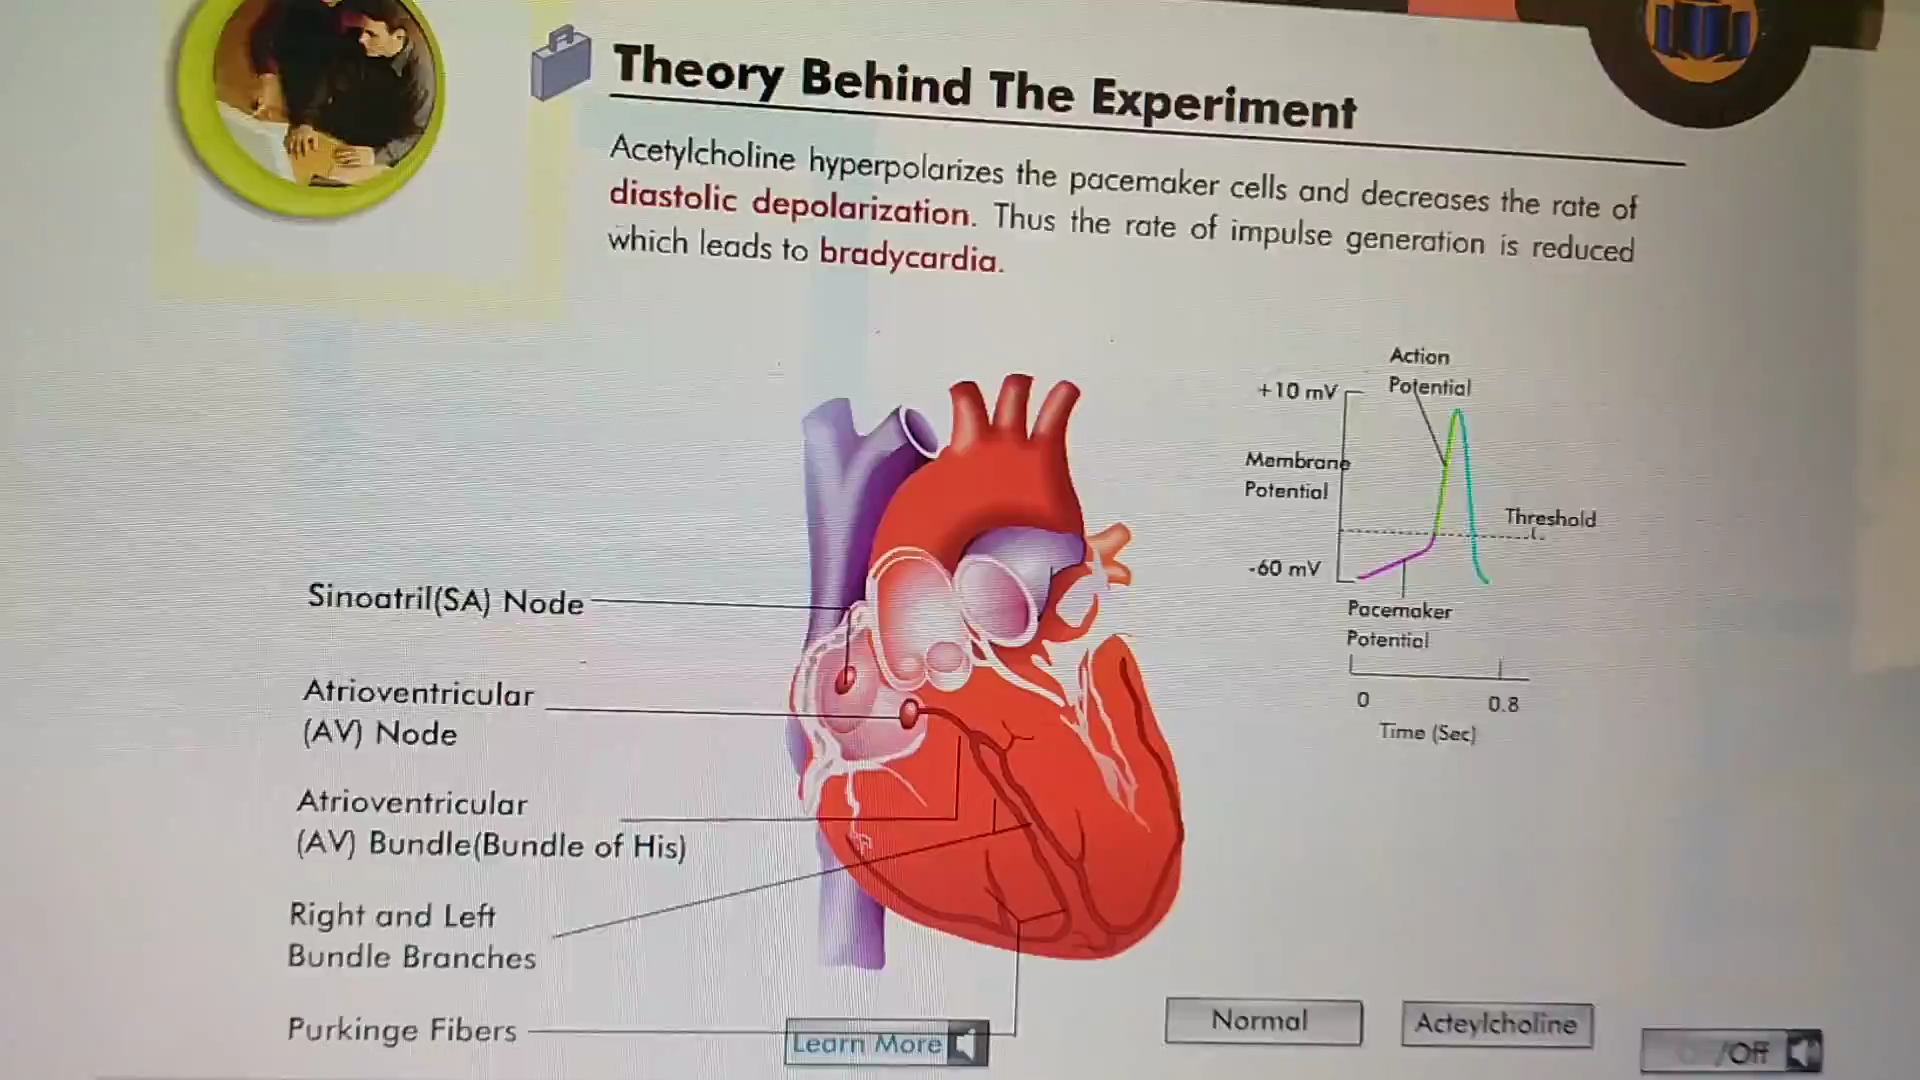 Theory Behind The Experiment
Acetylcholine hyperpolarizes the pacemaker cells and decreases the rate of
diastolic depolarization. Thus the rate of impulse generation is reduced
which leads to bradycardia.
Action
Potential
+10 mV
Membrane
Potential
Threshold
-60 mV
Pacemaker
Potential
0
0.8
Time (Sec)
Sinoatril(SA) Node
Atrioventricular
(AV) Node
Atrioventricular
(AV) Bundle(Bundle of His)
Right and Left
Bundle Branches
Purkinge Fibers
Learn More
Normal
Acteylcholine
/Off